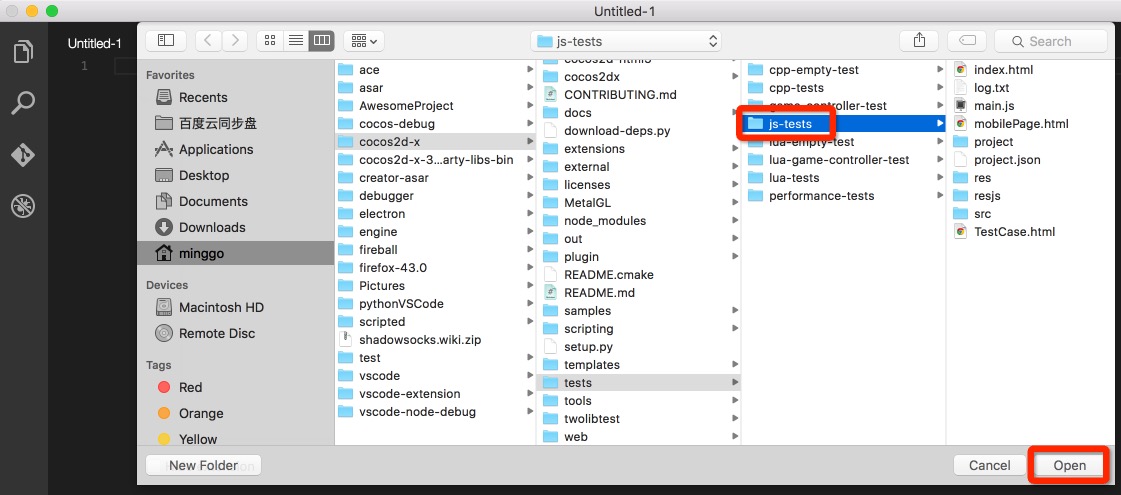 Untitled-1
Untitled-1
1
js-tests
Search
Favorites
Recents
百度云同步盘
Applications
Desktop
Documents
Downloads
minggo
Devices
Macintosh HD
Remote Disc
Tags
Red
Orange
Yellow
ace
asar
AwesomeProject
cocos-debug
cocos2d-x
cocos2d-x-3...arty-libs-bin
creator-asar
debugger
electron
engine
fireball
firefox-43.0
Pictures
pythonVSCode
scripted
shadowsocks.wiki.zip
test
vscode
vscode-extension
vscode-node-debug
cocos2d-html5
cocos2dx
CONTRIBUTING.md
docs
download-deps.py
extensions
external
licenses
MetalGL
node_modules
out
plugin
README.cmake
README.md
samples
scripting
setup.py
templates
tests
tools
twolibtest
web
cpp-empty-test
cpp-tests
game-controller-test
js-tests
lua-empty-test
lua-game-controller-test
lua-tests
performance-tests
index.html
log.txt
main.js
mobilePage.html
project
project.json
res
resjs
src
TestCase.html
New Folder
Cancel
Open